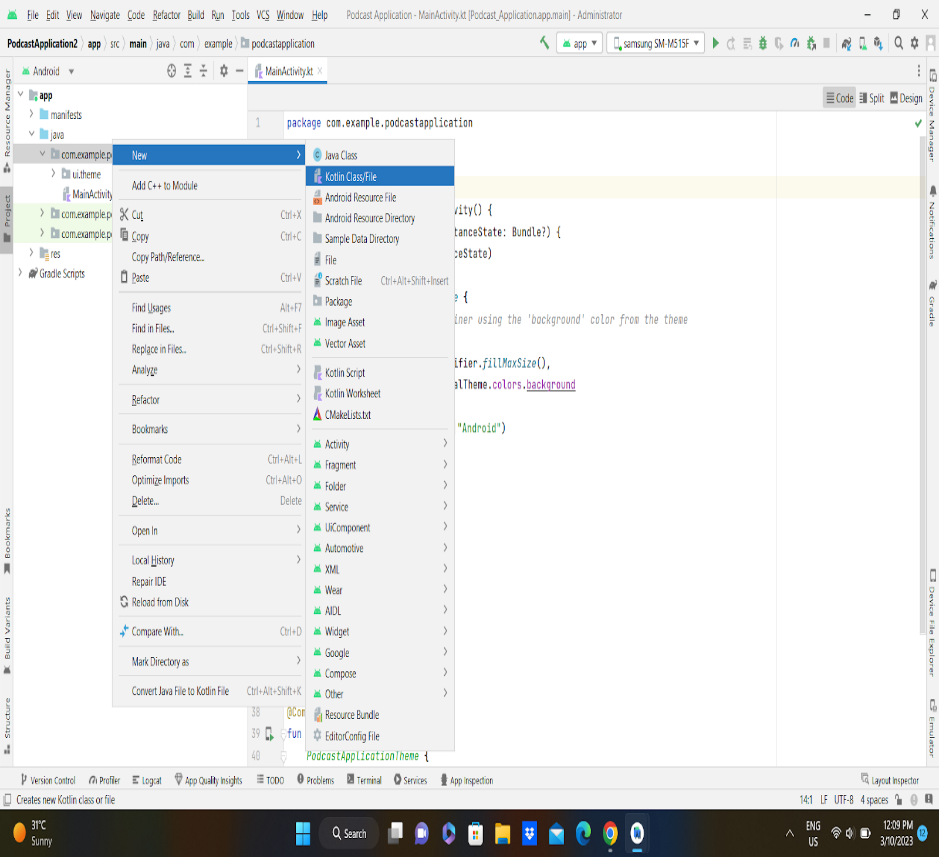 File Edit View Navigate Code Refactor Build Run Tools VCS Window Help Podcast Application - MainActivity.kt [Podcast_Application.app.main] - Administrator
PodcastApplication2 app src main java com example podcastapplication
app samsung SM-M515F
Android
MainActivity.kt
Code Split Design
Resource Manager
Project
Bookmarks
Build Variants
Structure
app
manifests
java
com.example.po
ui.theme
MainActivity
com.example.p
com.example.p
res
Gradle Scripts
New
Add C++ to Module
Cut Ctrl+X
Copy Ctrl+C
Copy Path/Reference...
Paste Ctrl+V
Find Usages Alt+F7
Find in Files... Ctrl+Shift+F
Replace in Files... Ctrl+Shift+R
Analyze
Refactor
Bookmarks
Reformat Code Ctrl+Alt+L
Optimize Imports Ctrl+Alt+O
Delete... Delete
Open In
Local History
Repair IDE
Reload from Disk
Compare With... Ctrl+D
Mark Directory as
Convert Java File to Kotlin File Ctrl+Alt+Shift+K
Java Class
Kotlin Class/File
Android Resource File
Android Resource Directory
Sample Data Directory
File
Scratch File Ctrl+Alt+Shift+Insert
Package
Image Asset
Vector Asset
Kotlin Script
Kotlin Worksheet
CMakeLists.txt
Activity
Fragment
Folder
Service
UiComponent
Automotive
XML
Wear
AIDL
Widget
Google
Compose
Other
Resource Bundle
EditorConfig File
1 package com.example.podcastapplication
vity() {
tanceState: Bundle?) {
ceState)
e {
iner using the 'background' color from the theme
ifier.fillMaxSize(),
alTheme.colors.background
"Android")
38 @Com
39 fun
40 PodcastApplicationTheme {
Device Manager
Notifications
Gradle
Device File Explorer
Emulator
Version Control Profiler Logcat App Quality Insights TODO Problems Terminal Services App Inspection Layout Inspector
Creates new Kotlin class or file 14:1 LF UTF-8 4 spaces
31°C
Sunny
Search
ENG
US
12:09 PM
3/10/2023
12